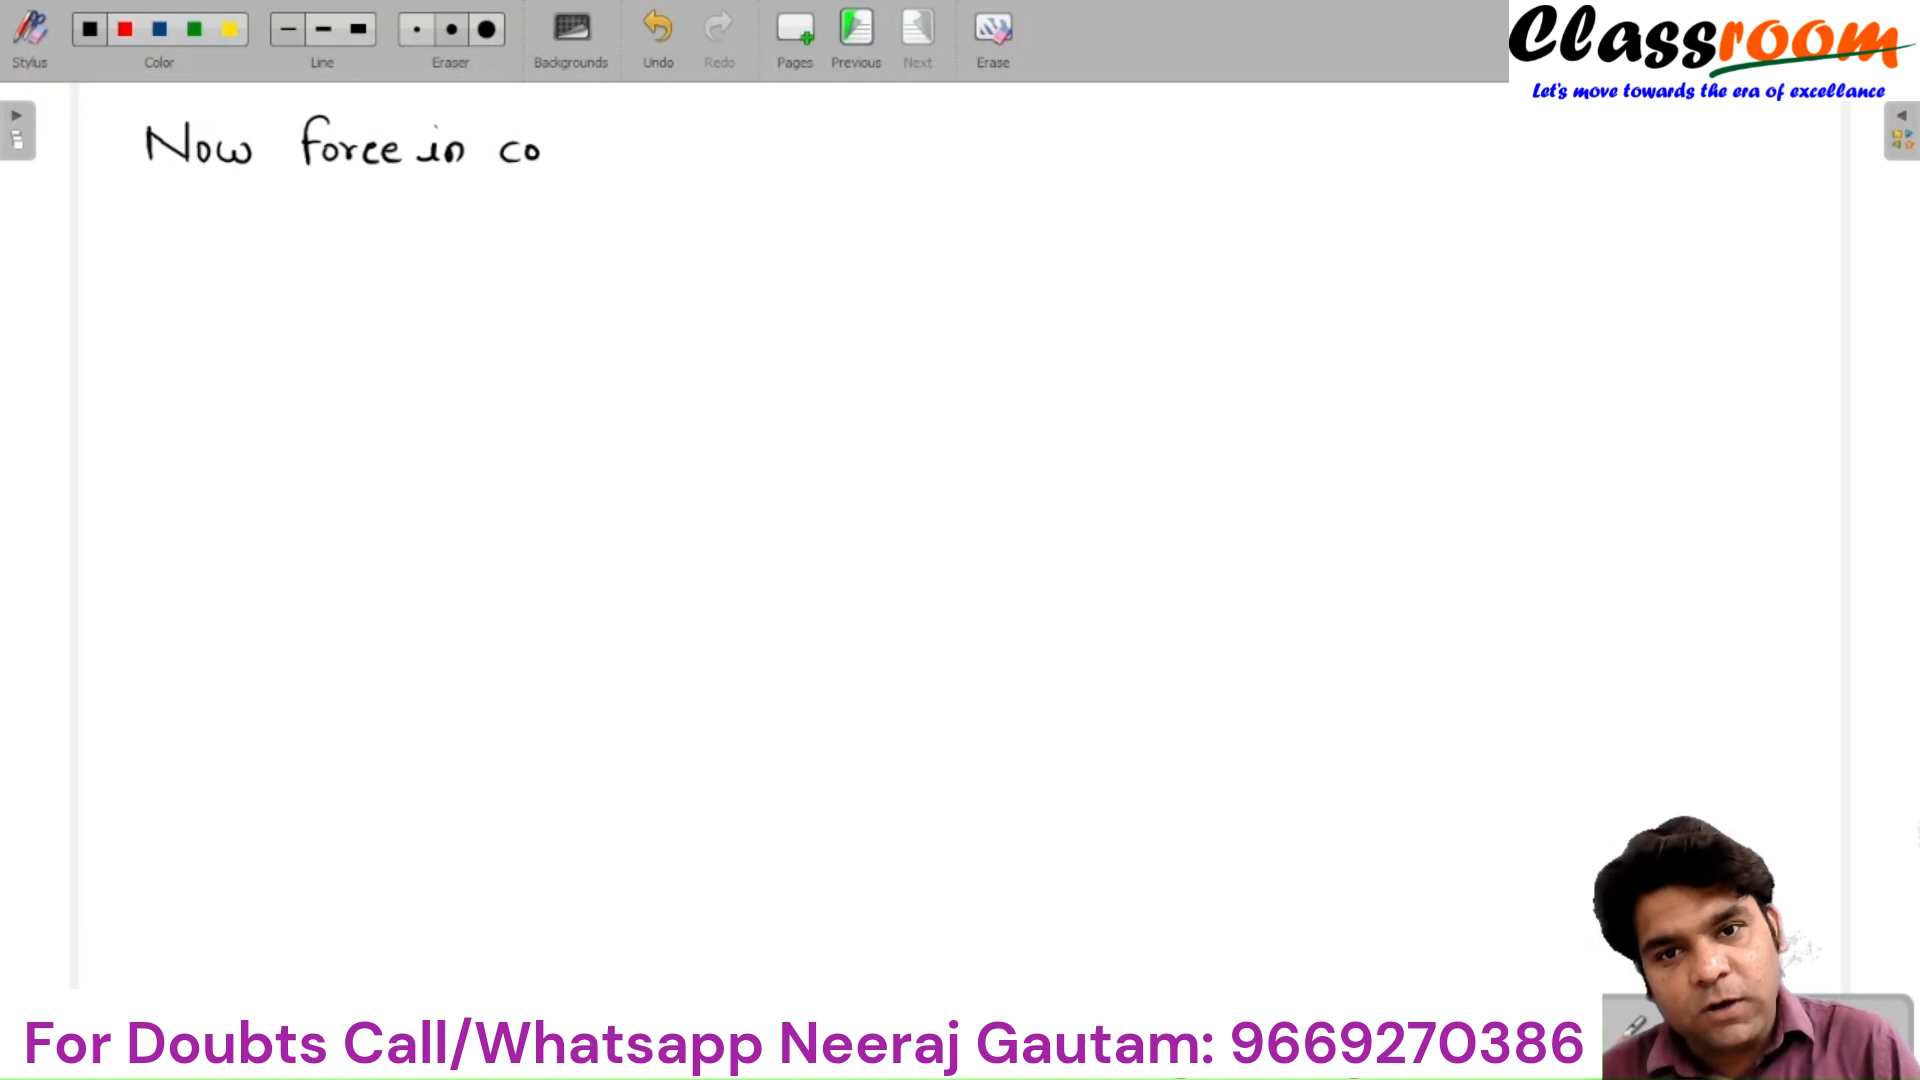 Stylus
Color
Line
Eraser
Backgrounds
Undo
Redo
Pages
Previous
Next
Erase
Classroom
Let's move towards the era of excellance
Now force in co
For Doubts Call/Whatsapp Neeraj Gautam: 9669270386